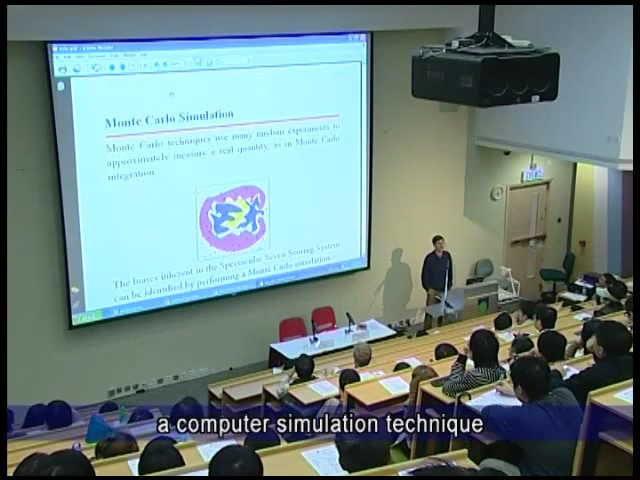 Monte Carlo Simulation
Monte Carlo techniques use many random experiments to
approximately measure a real quantity, as in Monte Carlo
integration.
The biases inherent in the Spectacular Seven Scoring System
can be identified by performing a Monte Carlo simulation.
a computer simulation technique